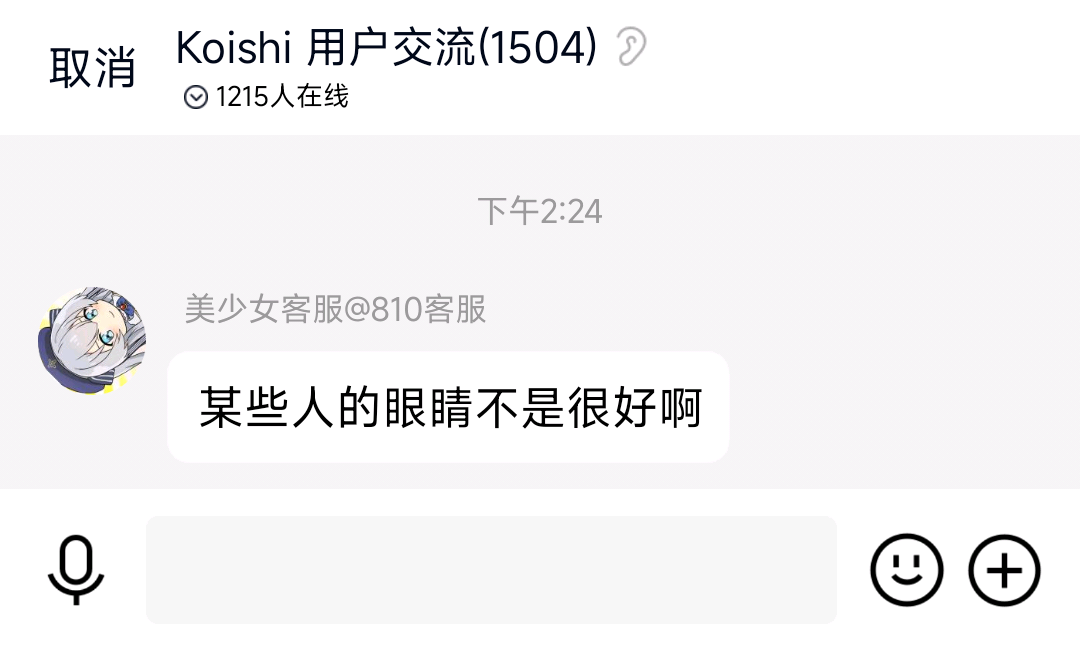 取消
Koishi 用户交流(1504)
1215人在线
下午2:24
美少女客服@810客服
某些人的眼睛不是很好啊